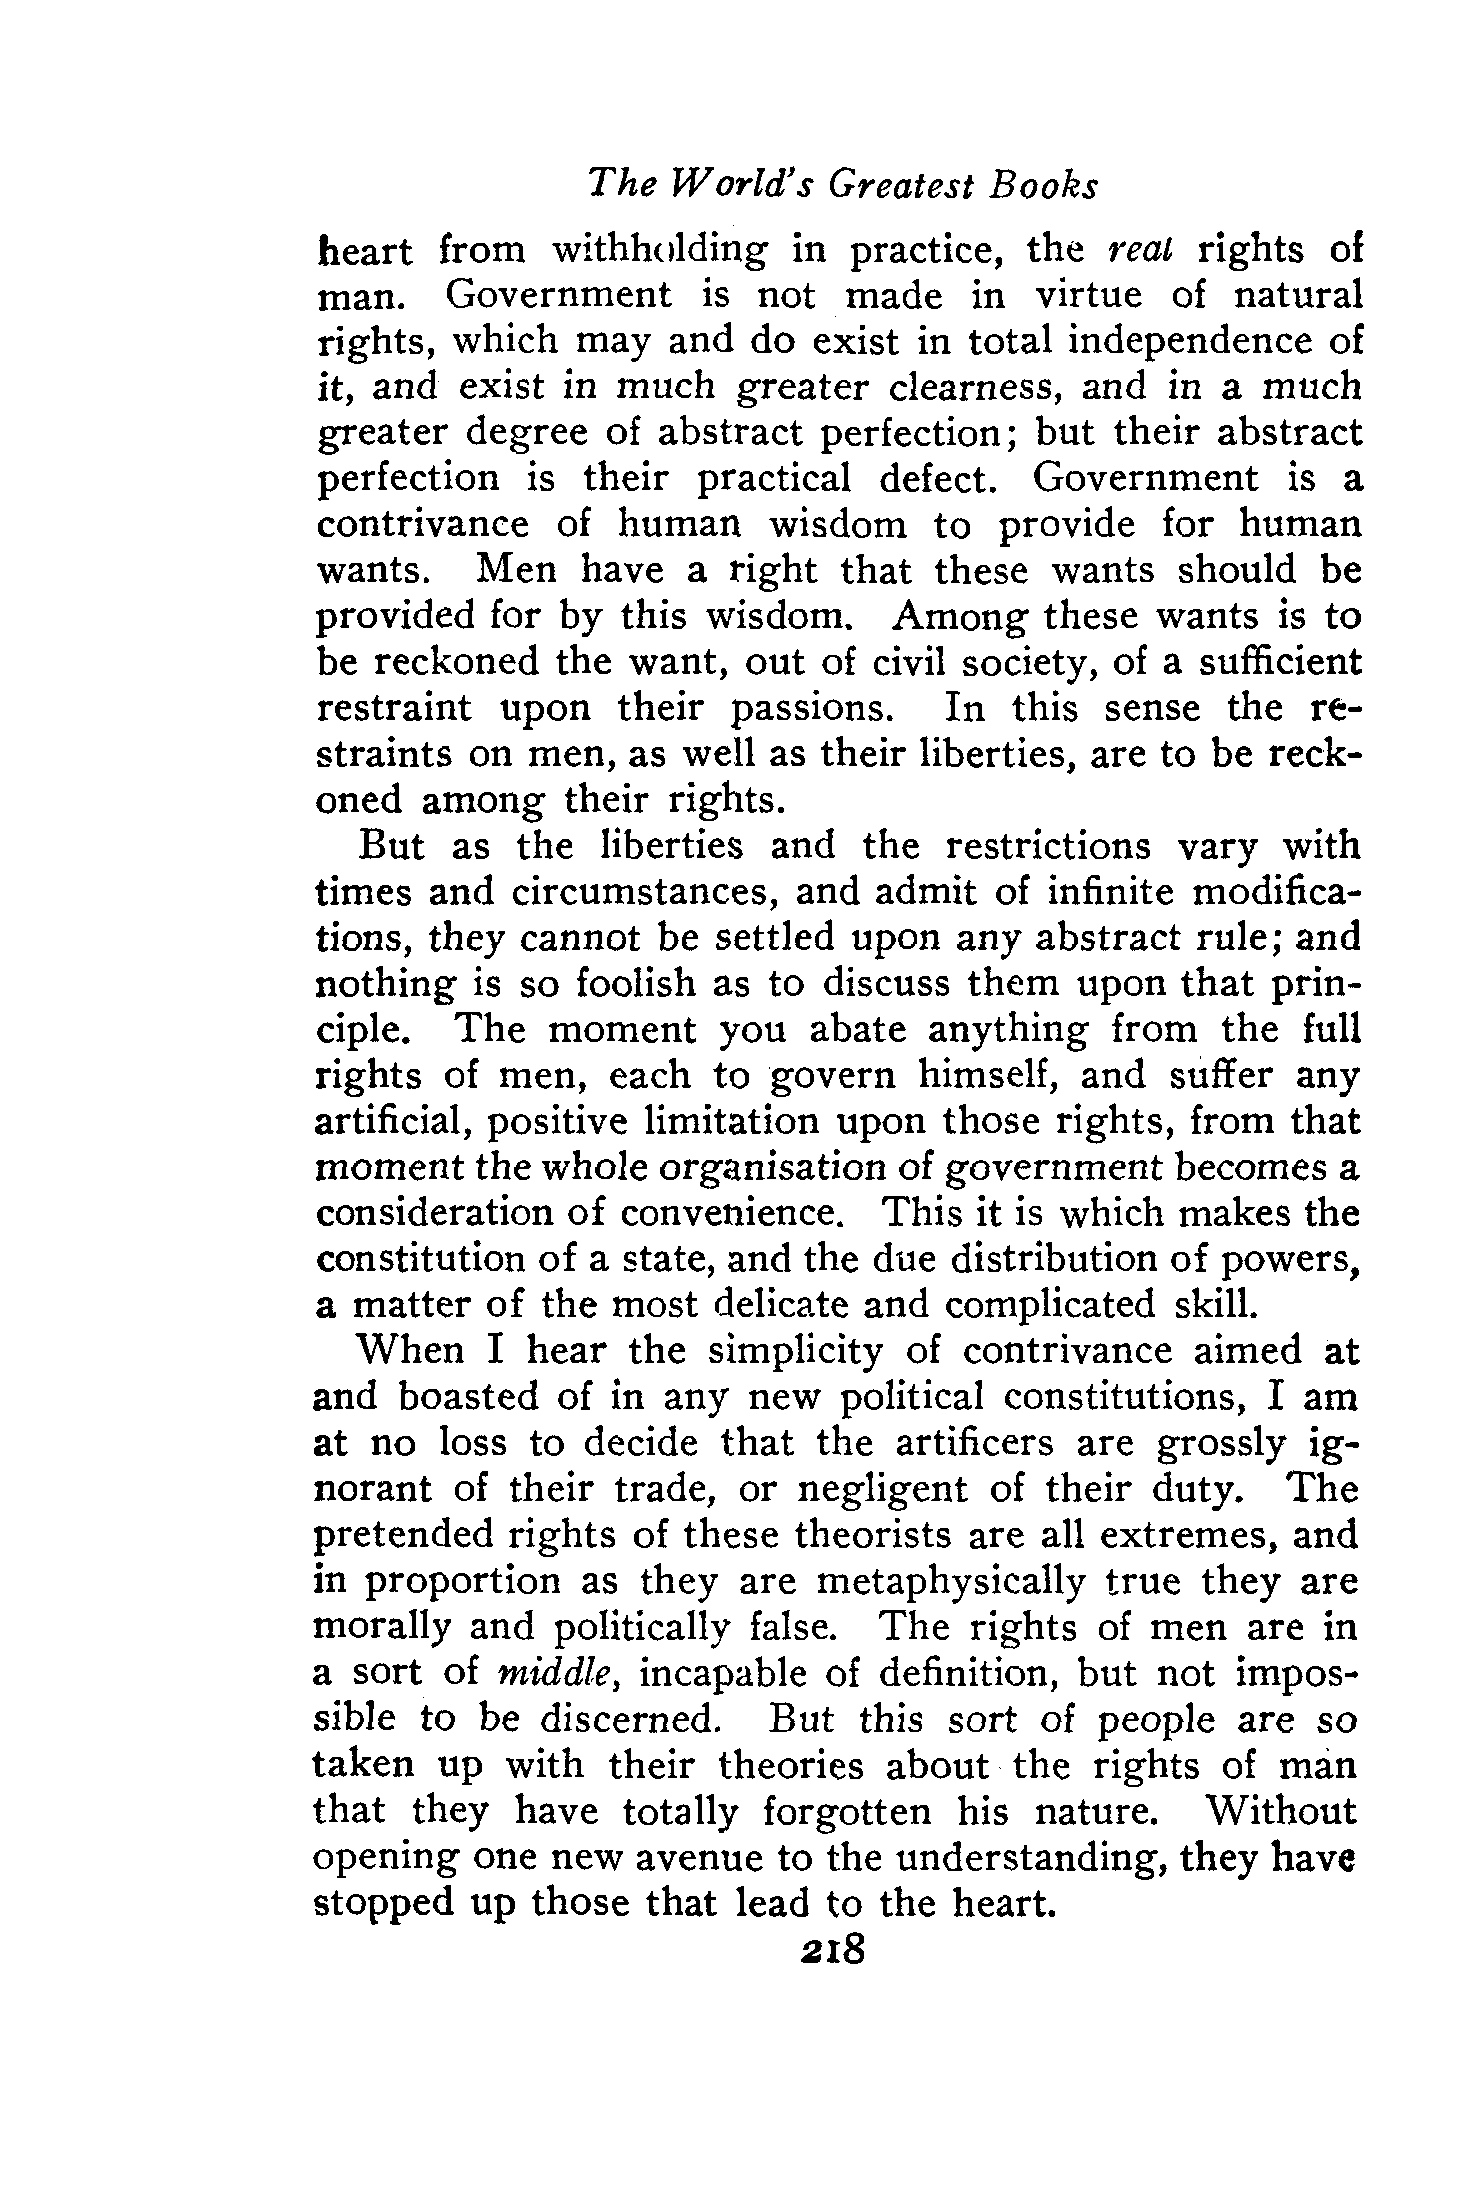 The World's Greatest Books
heart from withholding in practice, the real rights of
man. Government is not made in virtue of natural
rights, which may and do exist in total independence of
it, and exist in much greater clearness, and in a much
greater degree of abstract perfection; but their abstract
perfection is their practical defect. Government is a
contrivance of human wisdom to provide for human
wants. Men have a right that these wants should be
provided for by this wisdom. Among these wants is to
be reckoned the want, out of civil society, of a sufficient
restraint upon their passions. In this sense the re-
straints on men, as well as their liberties, are to be reck-
oned among their rights.
But as the liberties and the restrictions vary with
times and circumstances, and admit of infinite modifica-
tions, they cannot be settled upon any abstract rule; and
nothing is so foolish as to discuss them upon that prin-
ciple. The moment you abate anything from the full
rights of men, each to govern himself, and suffer any
artificial, positive limitation upon those rights, from that
moment the whole organisation of government becomes a
consideration of convenience. This it is which makes the
constitution of a state, and the due distribution of powers,
a matter of the most delicate and complicated skill.
When I hear the simplicity of contrivance aimed at
and boasted of in any new political constitutions, I am
at no loss to decide that the artificers are grossly ig-
norant of their trade, or negligent of their duty. The
pretended rights of these theorists are all extremes, and
in proportion as they are metaphysically true they are
morally and politically false. The rights of men are in
a sort of middle, incapable of definition, but not impos-
sible to be discerned. But this sort of people are so
taken up with their theories about the rights of man
that they have totally forgotten his nature. Without
opening one new avenue to the understanding, they have
stopped up those that lead to the heart.
218